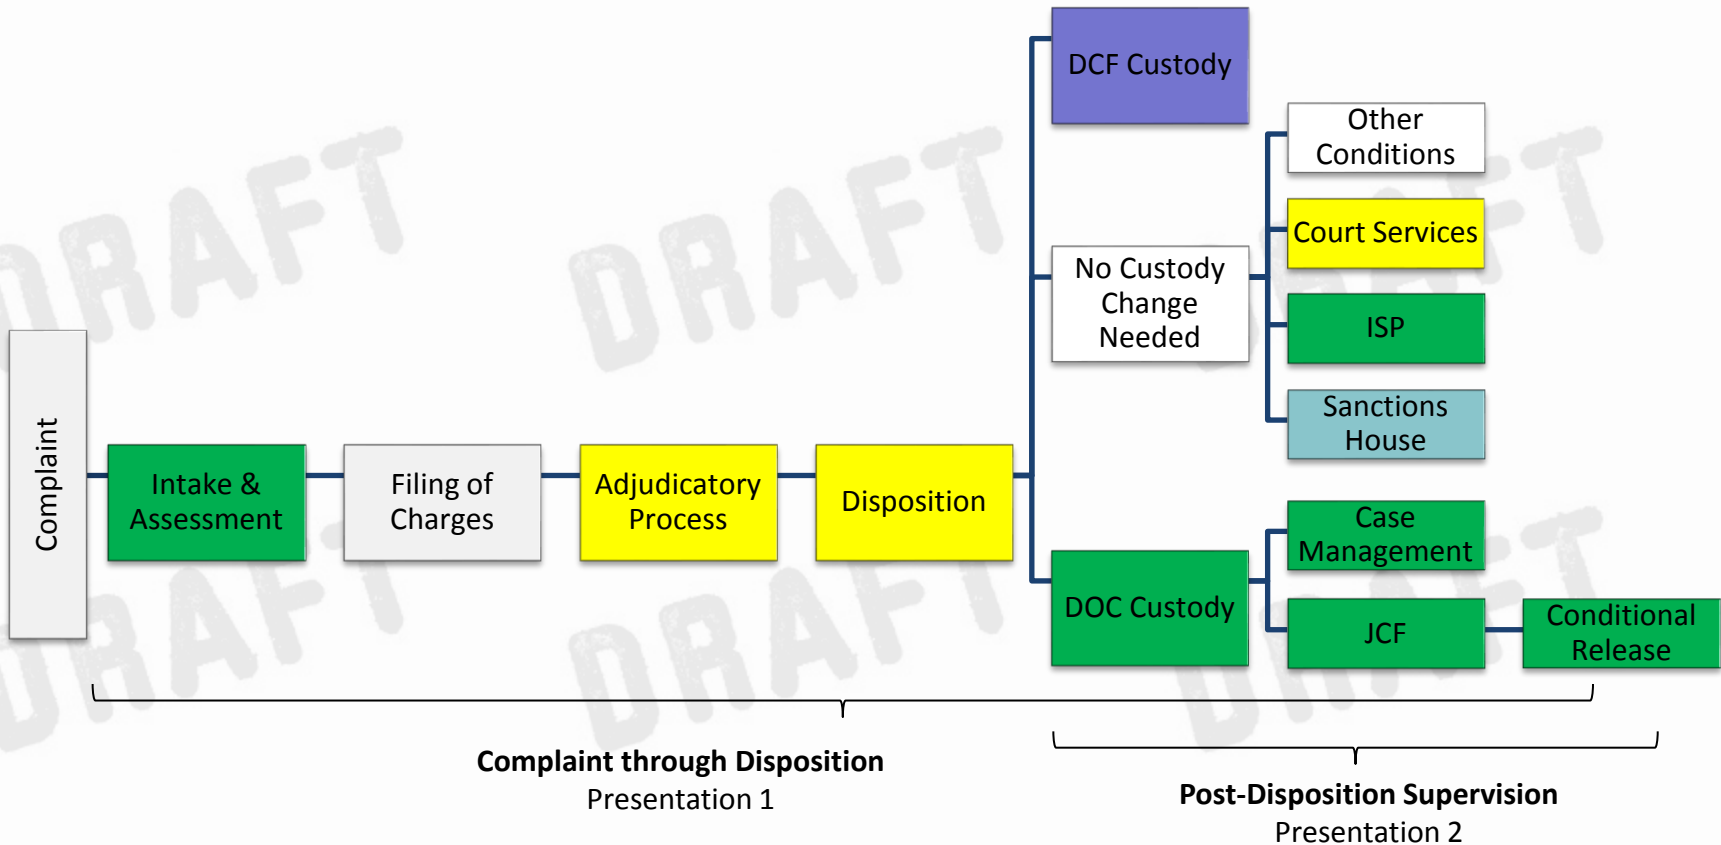 Complaint
Intake &
Assessment
Filing of
Charges
Adjudicatory
Process
Disposition
DCF Custody
No Custody
Change
Needed
DOC Custody
Other
Conditions
Court Services
ISP
Sanctions
House
Case
Management
JCF
Conditional
Release
Complaint through Disposition
Presentation 1
Post-Disposition Supervision
Presentation 2
DRAFT
DRAFT
DRAFT
DRAFT
DRAFT
DRAFT